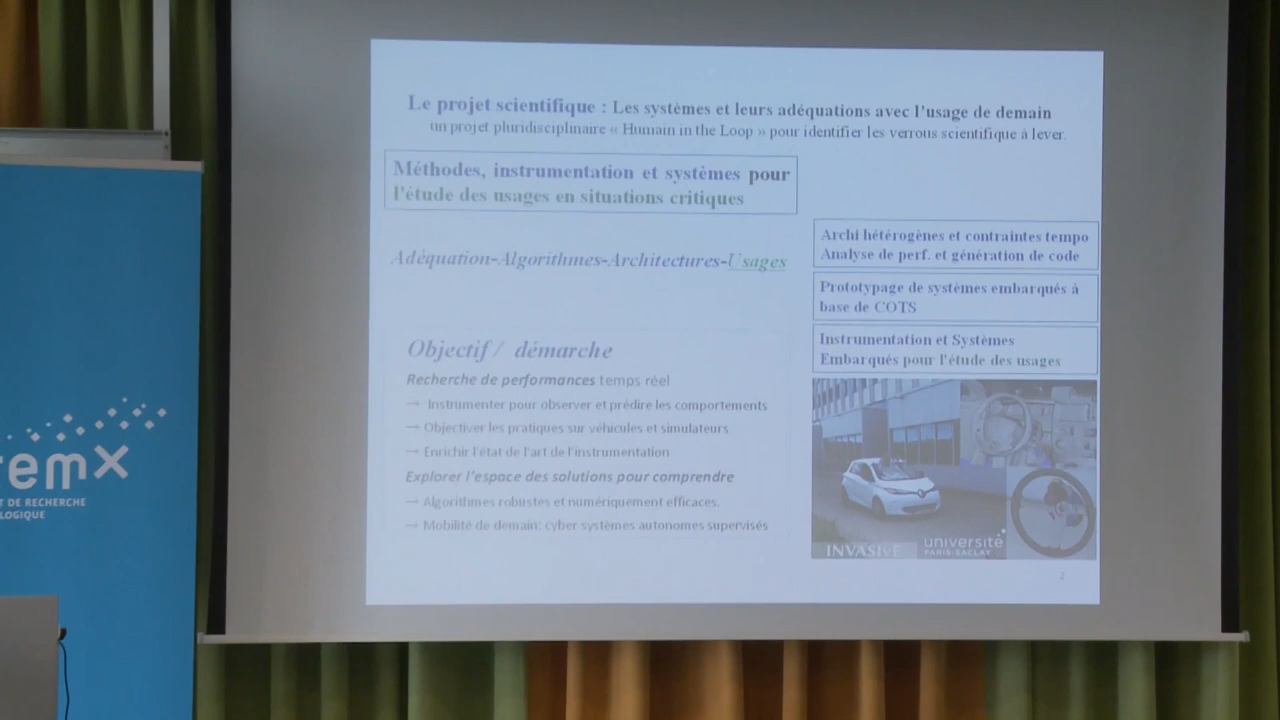 Le projet scientifique : Les systèmes et leurs adéquations avec l'usage de demain
un projet pluridisciplinaire « Humain in the Loop » pour identifier les verrous scientifique à lever.
Méthodes, instrumentation et systèmes pour
l'étude des usages en situations critiques
Adéquation-Algorithmes-Architectures-Usages
Objectif / démarche
Recherche de performances temps réel
→ Instrumenter pour observer et prédire les comportements
→ Objectiver les pratiques sur véhicules et simulateurs
→ Enrichir l'état de l'art de l'instrumentation
Explorer l'espace des solutions pour comprendre
→ Algorithmes robustes et numériquement efficaces.
→ Mobilité de demain: cyber systèmes autonomes supervisés
Archi hétérogènes et contraintes tempo
Analyse de perf. et génération de code
Prototypage de systèmes embarqués à
base de COTS
Instrumentation et Systèmes
Embarqués pour l'étude des usages
INVASIVE
université
PARIS-SACLAY
2
emx
T DE RECHERCHE
LOGIQUE